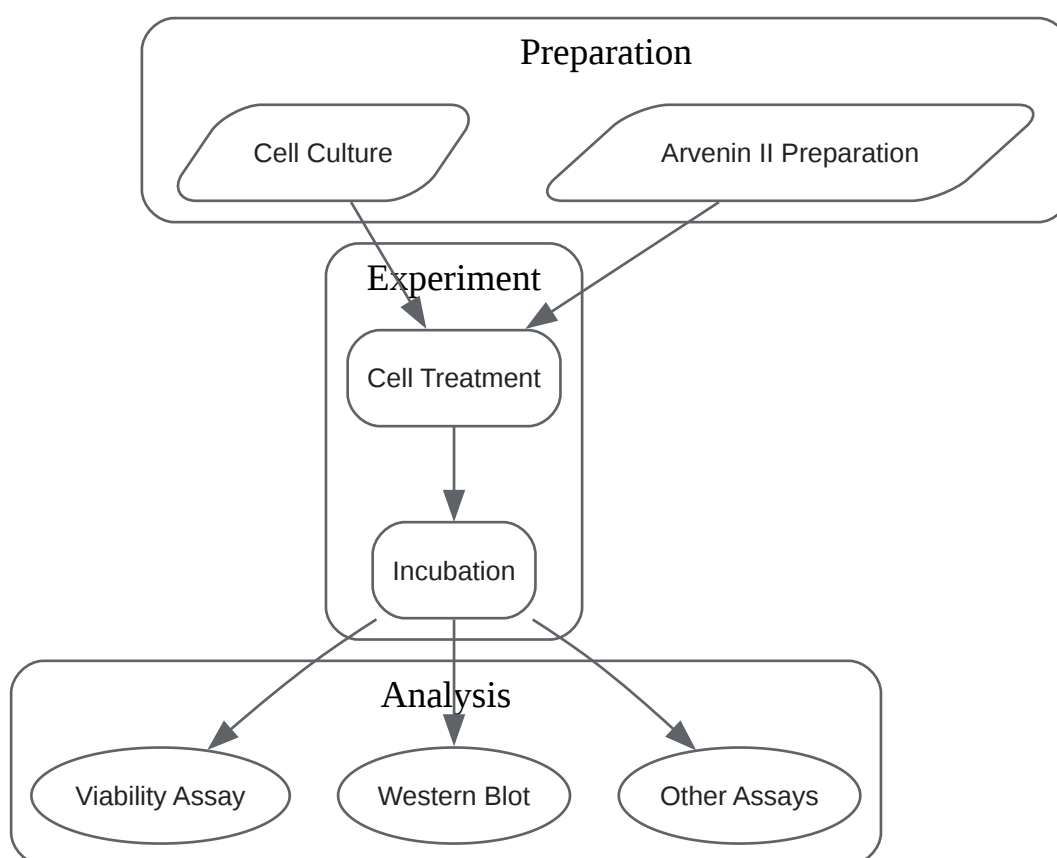 Preparation
Cell Culture
Arvenin II Preparation
Experiment
Cell Treatment
Incubation
Analysis
Viability Assay
Western Blot
Other Assays